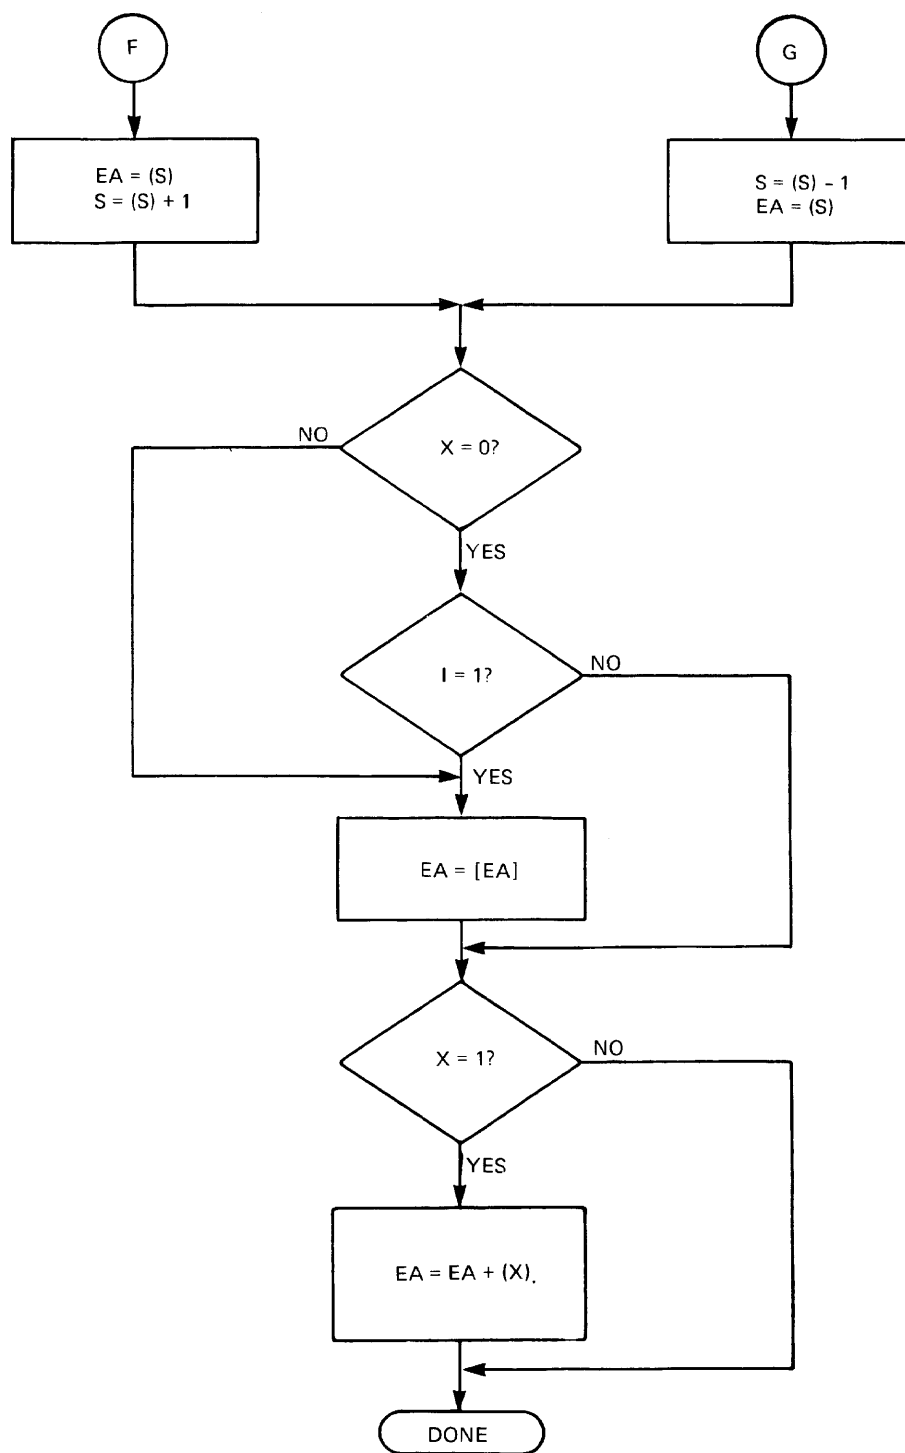 F
G
EA = (S)
S = (S) + 1
S = (S) - 1
EA = (S)
NO
X = 0?
YES
I = 1?
NO
YES
EA = [EA]
X = 1?
NO
YES
EA = EA + (X).
DONE